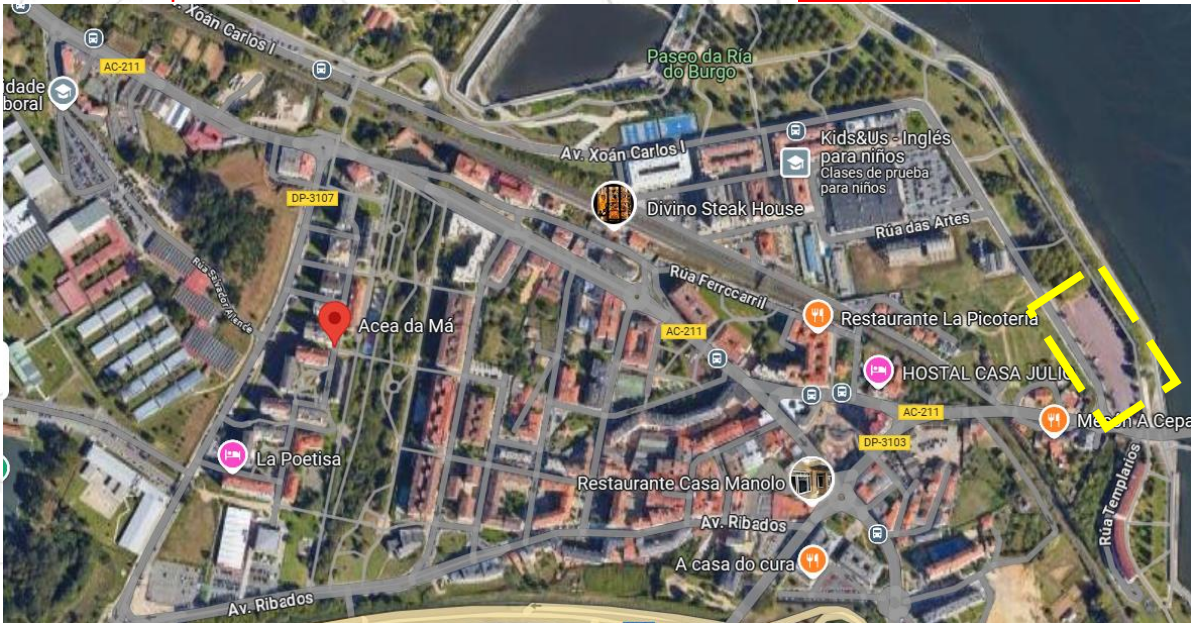 . Xoán Carlos I
AC-211
idade
boral
Paseo da Ría
do Burgo
Av. Xoán Carlos I
Kids&Us - Inglés
para niños
Clases de prueba
para niños
DP-3107
Divino Steak House
Rúa das Artes
Rúa Salvador Allende
Rúa Ferrocarril
Acea da Má
AC-211
Restaurante La Picotería
HOSTAL CASA JULIO
AC-211
Mesón A Cepa
DP-3103
La Poetisa
Restaurante Casa Manolo
Rúa Templarios
Av. Ribados
A casa do cura
Av. Ribados